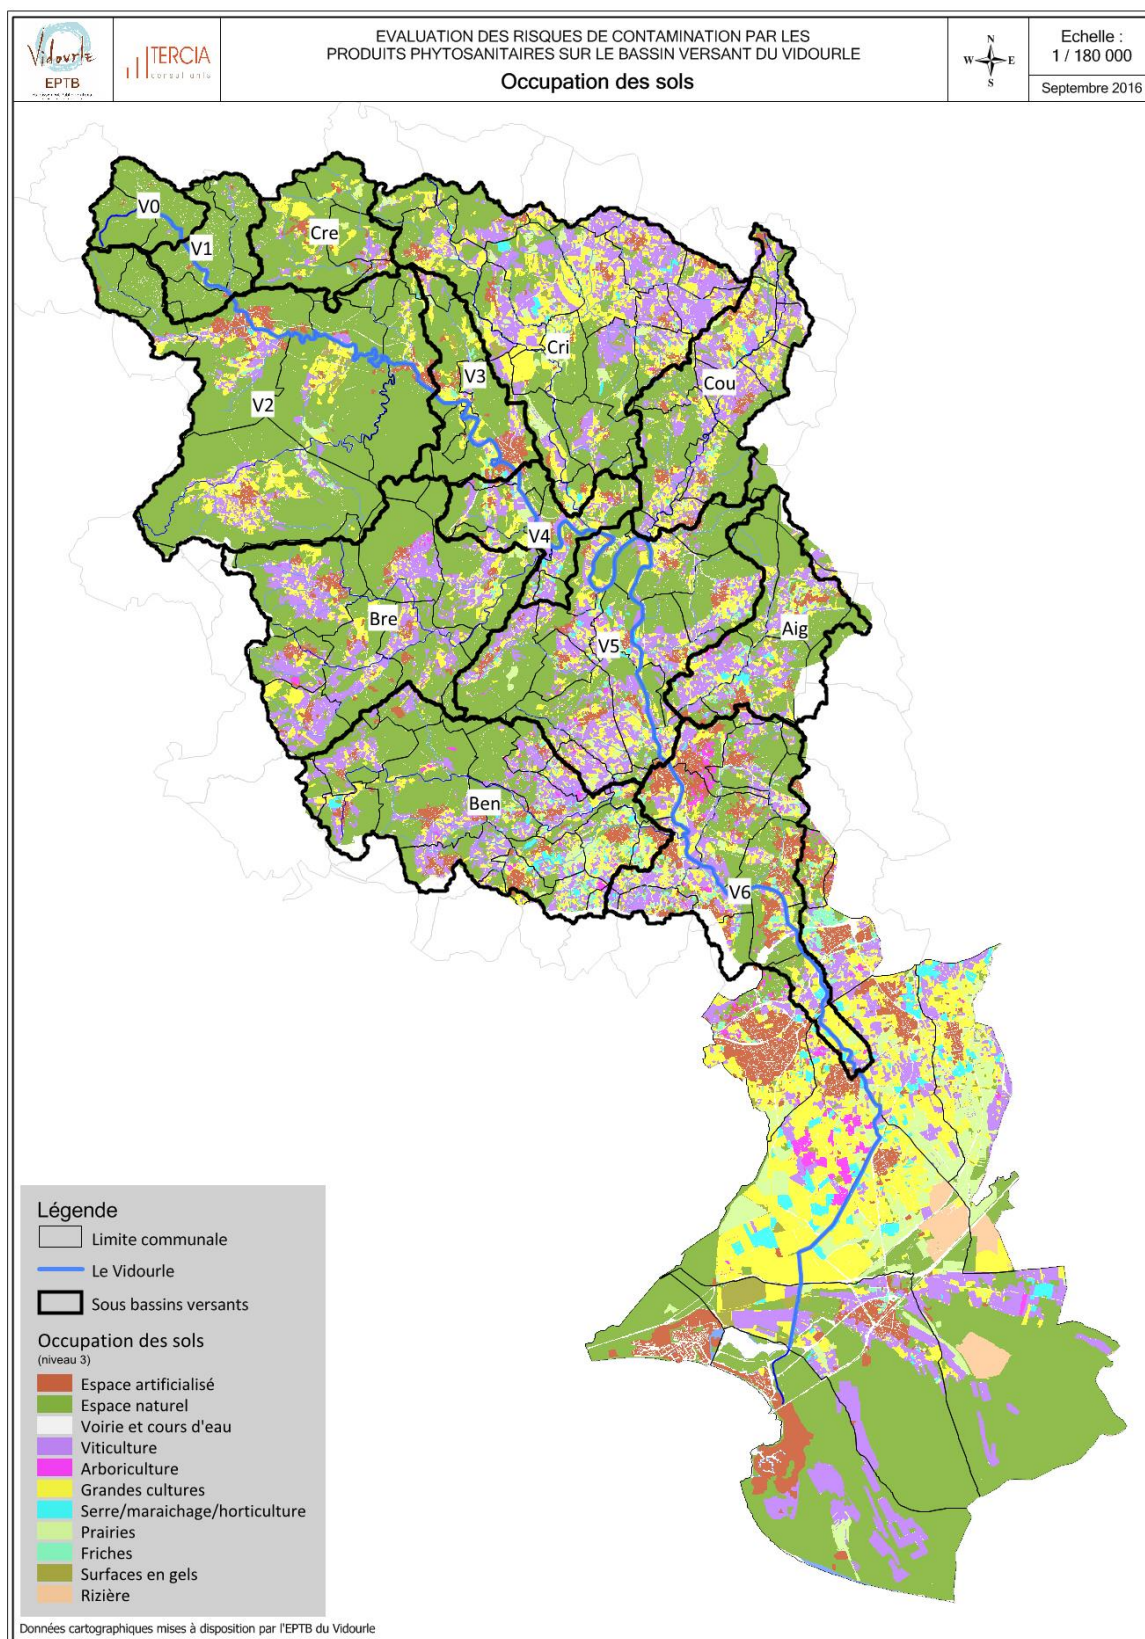 Vidourle
EPTB
TERCIA
consultants
EVALUATION DES RISQUES DE CONTAMINATION PAR LES
PRODUITS PHYTOSANITAIRES SUR LE BASSIN VERSANT DU VIDOURLE
Occupation des sols
N
W E
S
Echelle :
1 / 180 000
Septembre 2016
V0
V1
Cre
Cri
V3
Cou
V2
V4
Bre
Aig
V5
Ben
V6
Légende
Limite communale
Le Vidourle
Sous bassins versants
Occupation des sols
(niveau 3)
Espace artificialisé
Espace naturel
Voirie et cours d'eau
Viticulture
Arboriculture
Grandes cultures
Serre/maraichage/horticulture
Prairies
Friches
Surfaces en gels
Rizière
Données cartographiques mises à disposition par l'EPTB du Vidourle